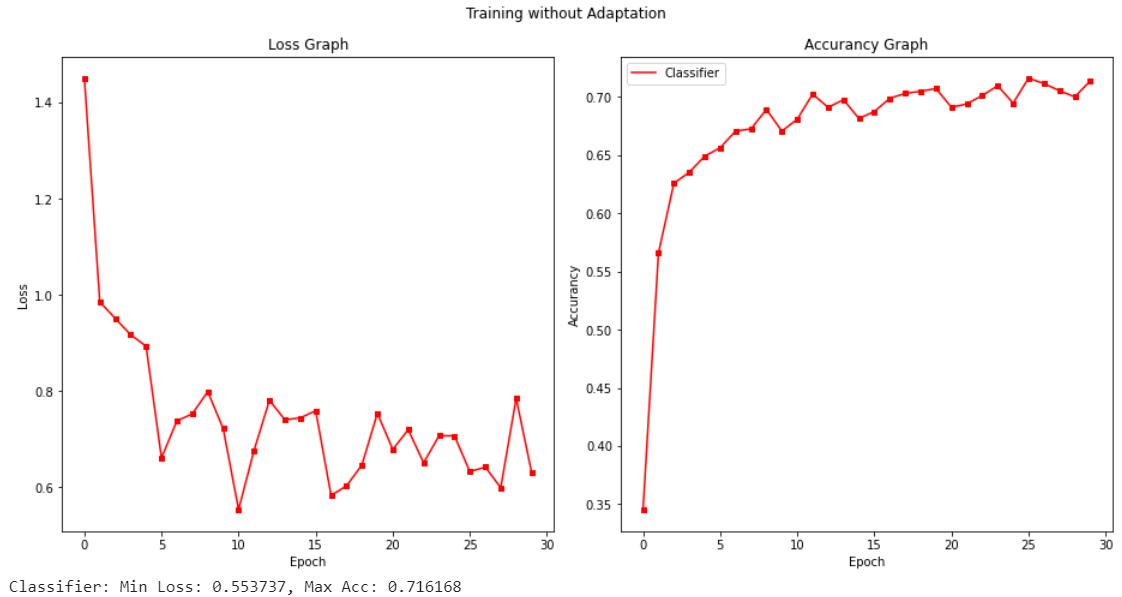 Training without Adaptation
Loss Graph
1.4
1.2
1.0
0.8
0.6
Loss
0 5 10 15 20 25 30
Epoch
Accurancy Graph
Classifier
0.70
0.65
0.60
0.55
0.50
0.45
0.40
0.35
Accurancy
0 5 10 15 20 25 30
Epoch
Classifier: Min Loss: 0.553737, Max Acc: 0.716168